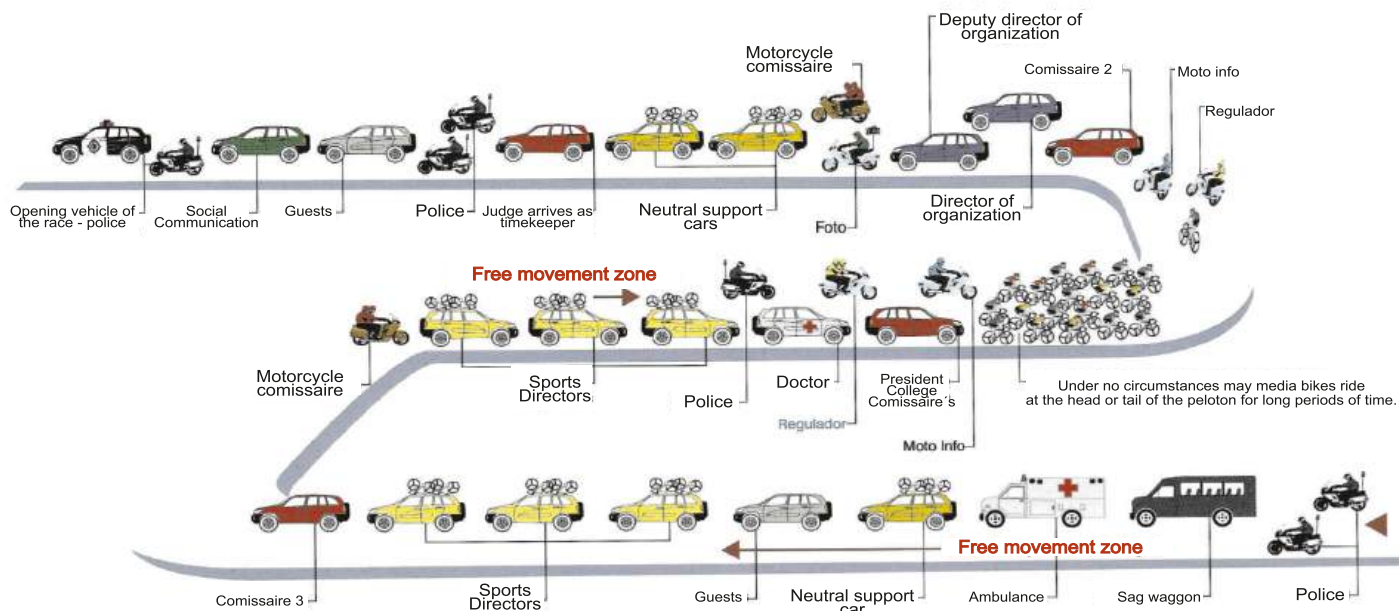 Deputy director of
organization
Motorcycle
comissaire
Comissaire 2
Moto info
Regulador
Opening vehicle of
the race - police
Social
Communication
Guests
Police
Judge arrives as
timekeeper
Neutral support
cars
Foto
Director of
organization
Free movement zone
Motorcycle
comissaire
Sports
Directors
Police
Doctor
Regulador
President
College
Comissaire´s
Moto Info
Under no circumstances may media bikes ride
at the head or tail of the peloton for long periods of time.
Free movement zone
Comissaire 3
Sports
Directors
Guests
Neutral support
car
Ambulance
Sag waggon
Police